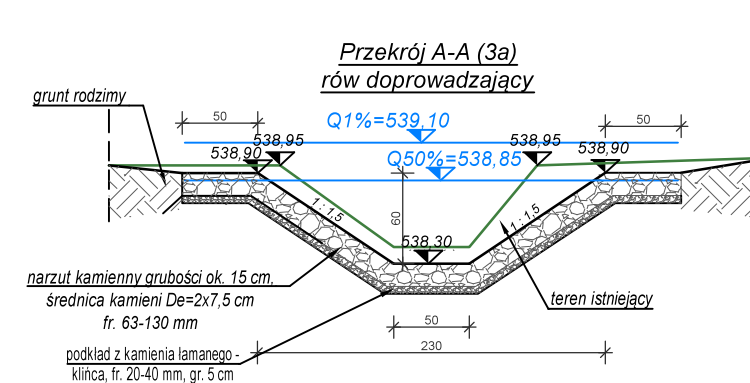 Przekrój A-A (3a)
rów doprowadzający
grunt rodzimy
50
50
Q1%=539,10
538,95
538,95
538,90
538,90
Q50%=538,85
1:1,5
60
1:1,5
538,30
narzut kamienny grubości ok. 15 cm,
średnica kamieni De=2x7,5 cm
fr. 63-130 mm
teren istniejący
50
230
podkład z kamienia łamanego -
klińca, fr. 20-40 mm, gr. 5 cm